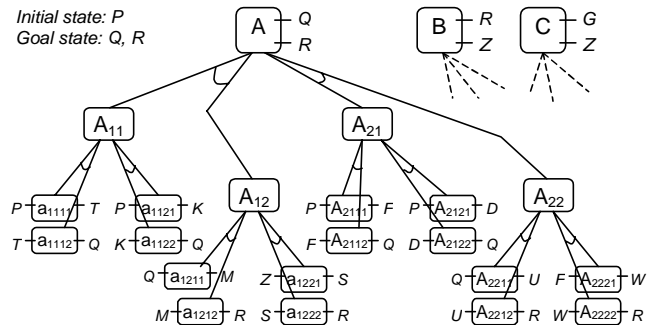 Initial state: P
Goal state: Q, R
A Q R
B R Z
C G Z
A11 A21
P a1111 T P a1121 K P A2111 F P A2121 D
T a1112 Q K a1122 Q F A2112 Q D A2122 Q
A12 A22
Q a1211 M Z a1221 S Q A2211 U F A2221 W
M a1212 R S a1222 R U A2212 R W A2222 R